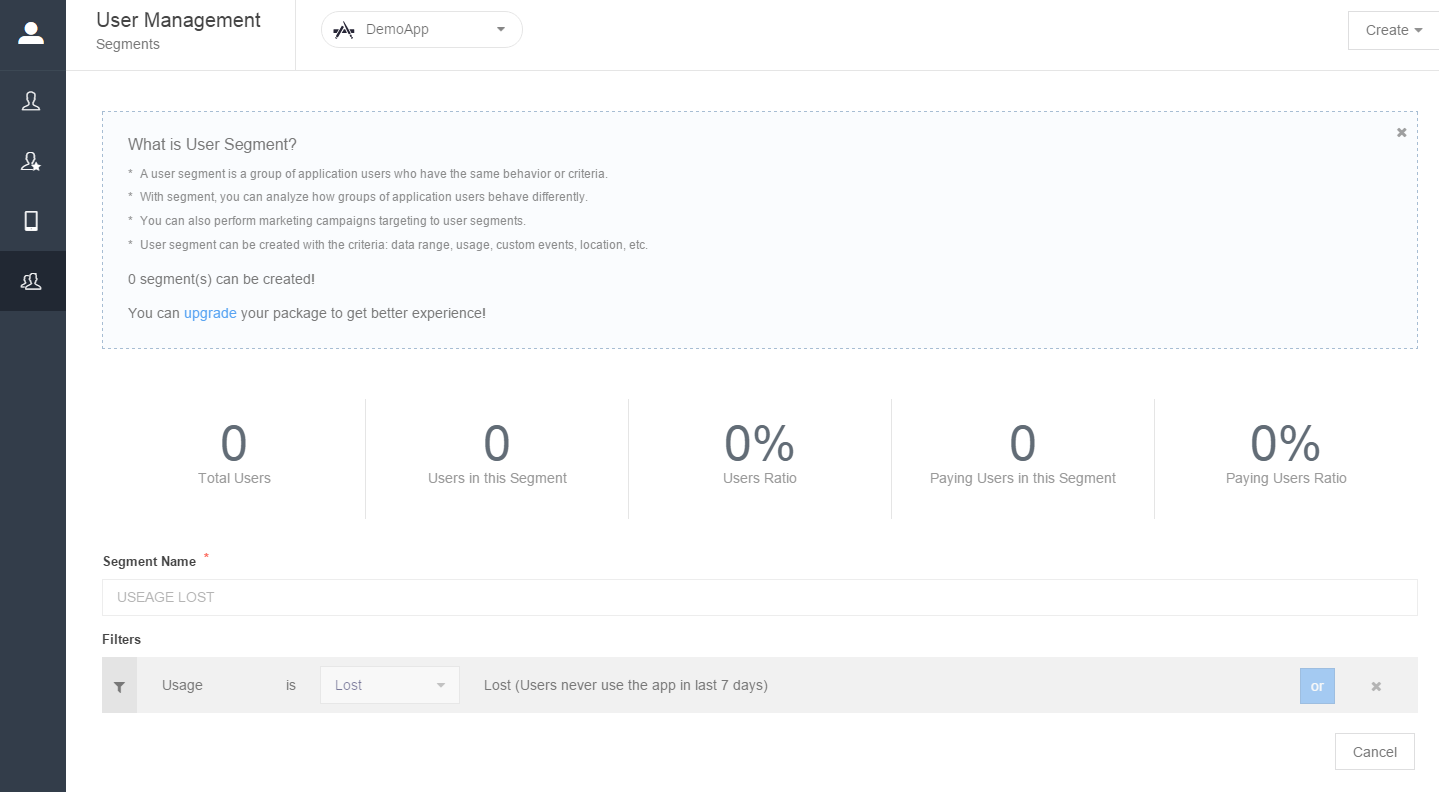 User Management
Segments
DemoApp
Create
What is User Segment?
* A user segment is a group of application users who have the same behavior or criteria.
* With segment, you can analyze how groups of application users behave differently.
* You can also perform marketing campaigns targeting to user segments.
* User segment can be created with the criteria: data range, usage, custom events, location, etc.
0 segment(s) can be created!
You can upgrade your package to get better experience!
0 0 0% 0 0%
Total Users Users in this Segment Users Ratio Paying Users in this Segment Paying Users Ratio
Segment Name *
USEAGE LOST
Filters
Usage is Lost Lost (Users never use the app in last 7 days) or
Cancel